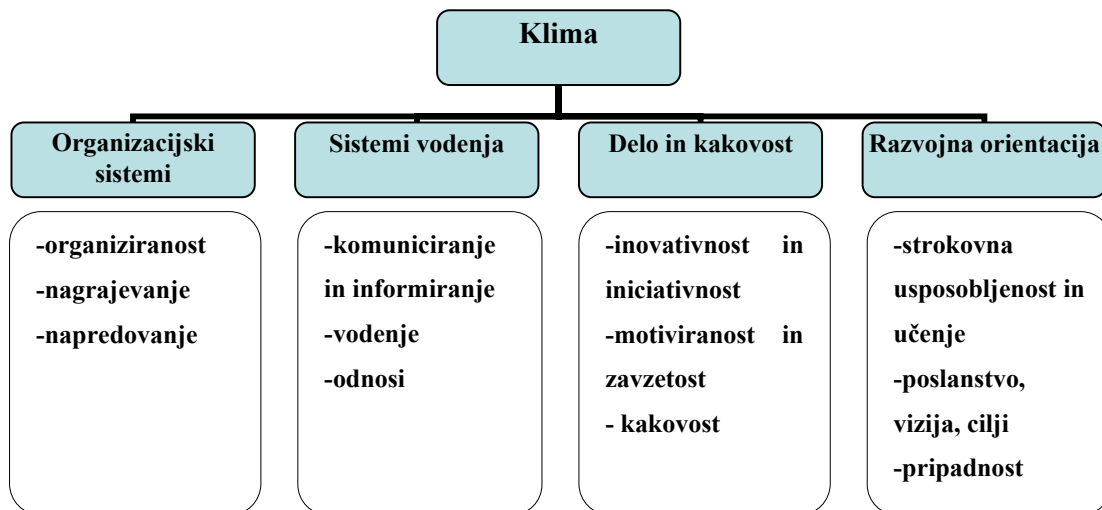 Klima
Organizacijski
sistemi
Sistemi vodenja
Delo in kakovost
Razvojna orientacija
-organiziranost
-nagrajevanje
-napredovanje
-komuniciranje
in informiranje
-vodenje
-odnosi
-inovativnost in
iniciativnost
-motiviranost in
zavzetost
- kakovost
-strokovna
usposobljenost in
učenje
-poslanstvo,
vizija, cilji
-pripadnost